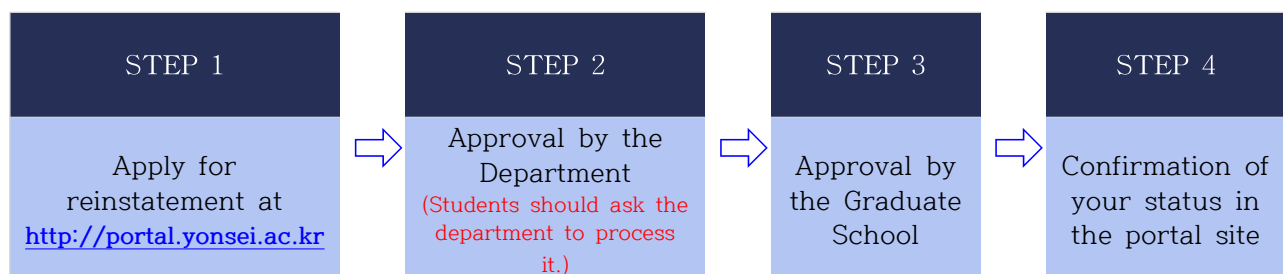 STEP 1
Apply for
reinstatement at
http://portal.yonsei.ac.kr
STEP 2
Approval by the
Department
(Students should ask the
department to process
it.)
STEP 3
Approval by
the Graduate
School
STEP 4
Confirmation of
your status in
the portal site